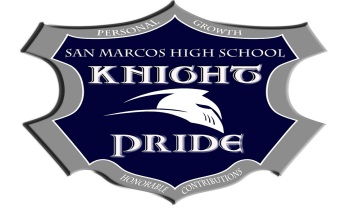 PERSONAL GROWTH
SAN MARCOS HIGH SCHOOL
KNIGHT
PRIDE
HONORABLE CONTRIBUTIONS